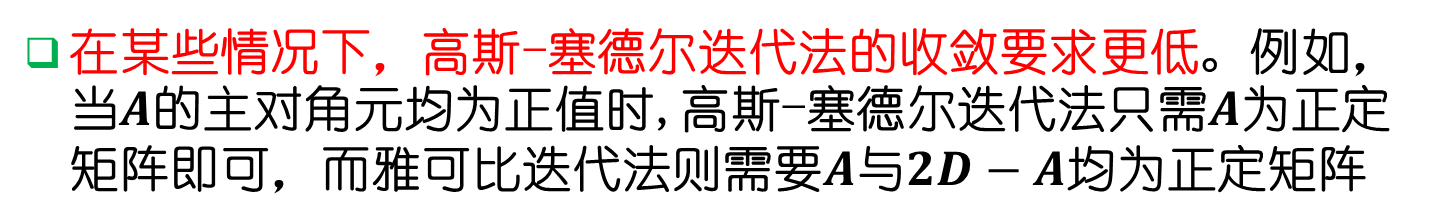 在某些情况下，高斯-塞德尔迭代法的收敛要求更低。例如，
当A的主对角元均为正值时，高斯-塞德尔迭代法只需A为正定
矩阵即可，而雅可比迭代法则需要A与2D − A均为正定矩阵